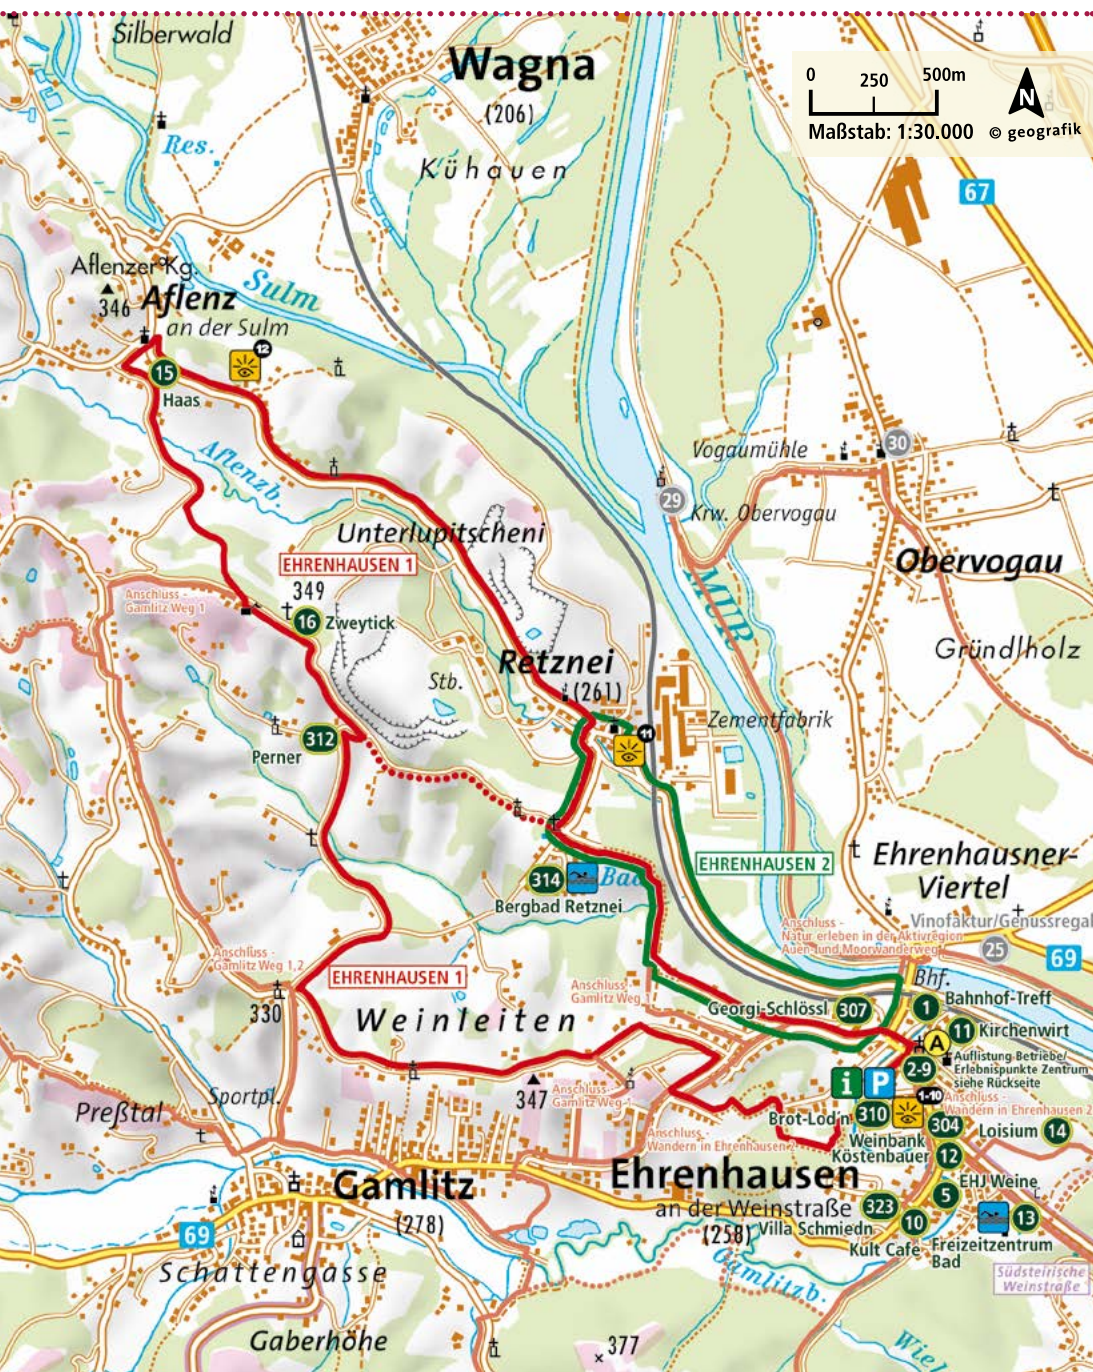 Silberwald
Wagna
(206)
0
250
500m
N
Maßstab: 1:30.000
© geografik
Res.
Kühauen
67
Aflenzer Kg.
346
Aflenz
an der Sulm
Sulm
12
15
Haas
Aflenzb.
Vogaumühle
30
29
Krw. Obervogau
Unterlupitscheni
Obervogau
EHRENHAUSEN 1
349
Anschluss -
Gamlitz Weg 1
16
Zweytick
MUR
Gründlholz
Retznei
(261)
Stb.
Zementfabrik
312
Perner
11
EHRENHAUSEN 2
Ehrenhausner-
Viertel
314
Bad
Bergbad Retznei
Vinofaktur/Genussregal
25
Anschluss -
Natur erleben in der Aktivregion
Auen- und Moorwanderweg
69
Anschluss -
Gamlitz Weg 1,2
EHRENHAUSEN 1
Anschluss -
Gamlitz Weg 1
Bhf.
330
Weinleiten
Georgi-Schlössl
307
1
Bahnhof-Treff
11
Kirchenwirt
A
2-9
Auflistung Betriebe/
Erlebnispunkte Zentrum
siehe Rückseite
i
P
Sportpl.
347
Anschluss -
Gamlitz Weg 1
Preßtal
1-10
Anschluss -
Wandern in Ehrenhausen 2
Brot-Lod'n
310
304
Loisium
14
Anschluss -
Wandern in Ehrenhausen 2
Weinbank
Köstenbauer
12
Gamlitz
(278)
Ehrenhausen
an der Weinstraße
(258)
EHJ Weine
5
323
Villa Schmiedn
10
13
69
Kult Cafe
Freizeitzentrum
Bad
Schattengasse
Gamlitzb.
Südsteirische
Weinstraße
Gaberhöhe
377